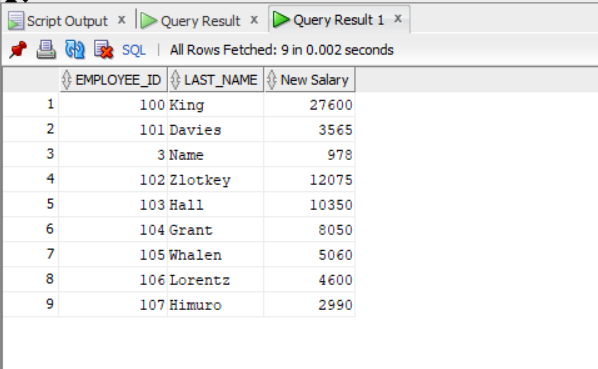 Script Output x Query Result x Query Result 1 x
SQL | All Rows Fetched: 9 in 0.002 seconds
EMPLOYEE_ID LAST_NAME New Salary
1 100 King 27600
2 101 Davies 3565
3 3 Name 978
4 102 Zlotkey 12075
5 103 Hall 10350
6 104 Grant 8050
7 105 Whalen 5060
8 106 Lorentz 4600
9 107 Himuro 2990